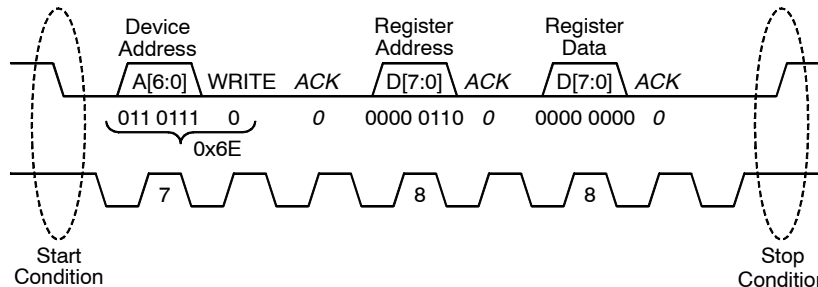 Device Address
Register Address
Register Data
A[6:0] WRITE ACK D[7:0] ACK D[7:0] ACK
011 0111 0 0 0000 0110 0 0000 0000 0
0x6E
7 8 8
Start Condition
Stop Condition